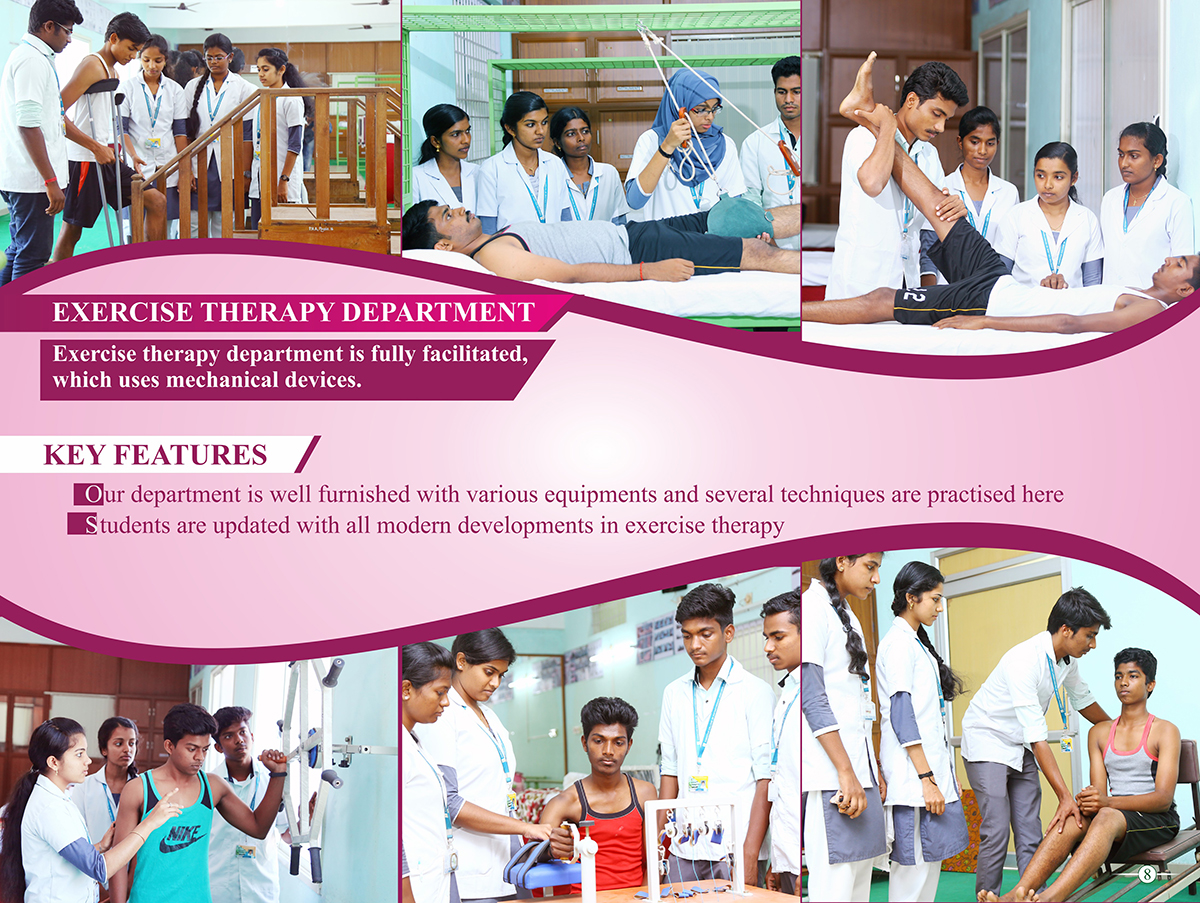 EXERCISE THERAPY DEPARTMENT
Exercise therapy department is fully facilitated,
which uses mechanical devices.
KEY FEATURES
Our department is well furnished with various equipments and several techniques are practised here
Students are updated with all modern developments in exercise therapy
NIKE
8